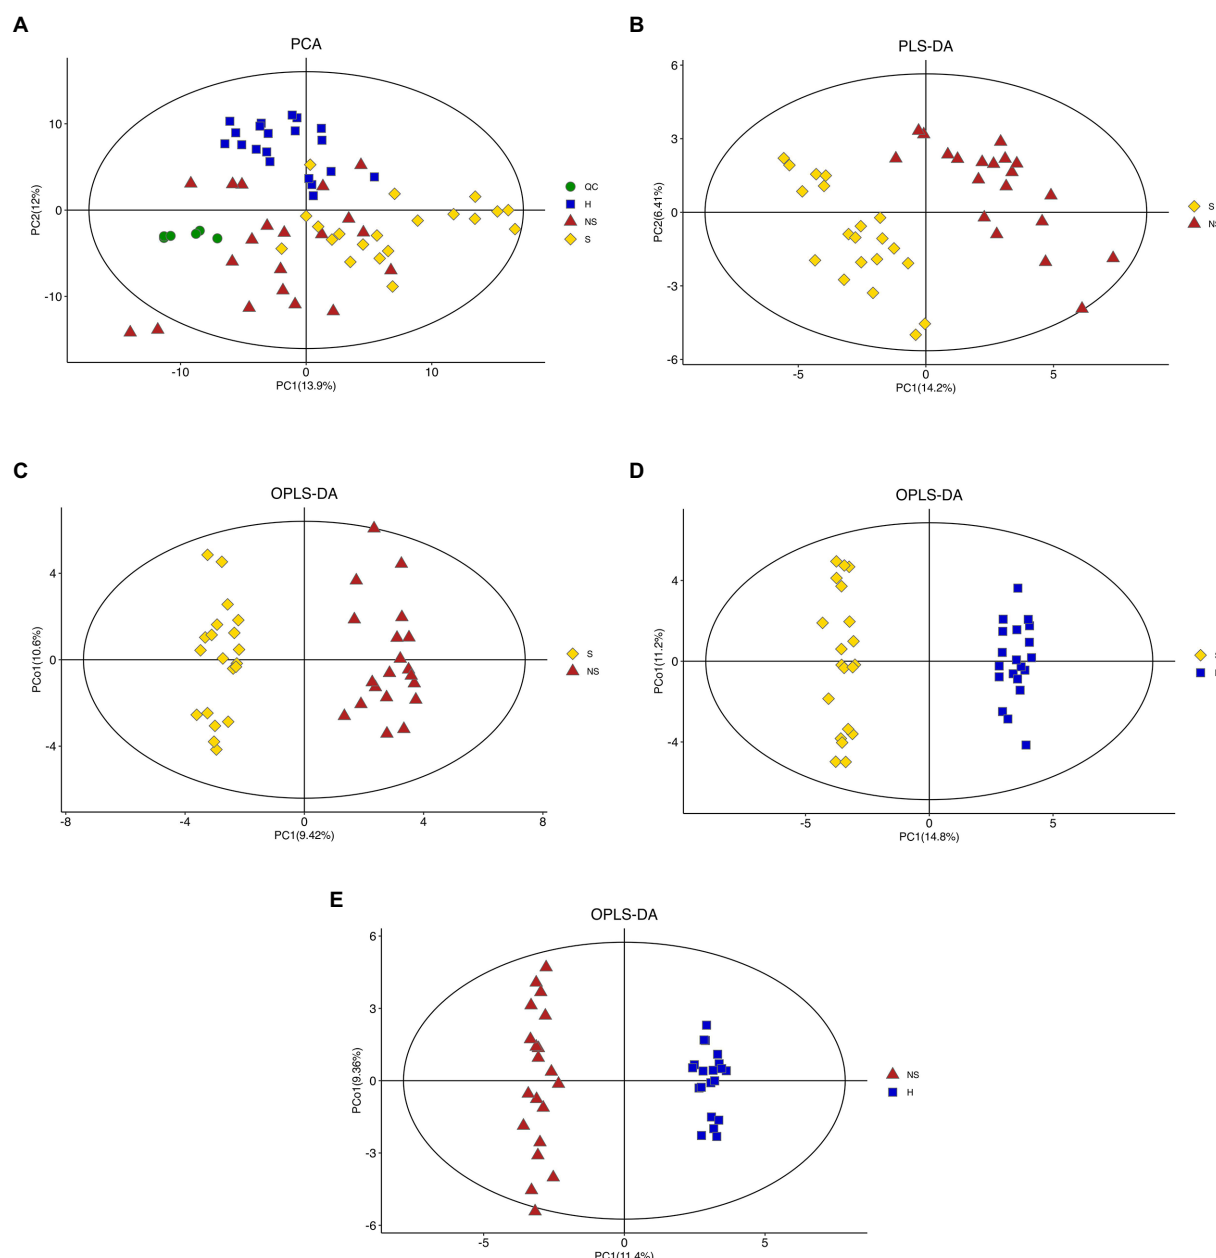 A
PCA
10
0
-10
PC2(12%)
-10
0
10
PC1(13.9%)
QC
H
NS
S
B
PLS-DA
6
3
0
-3
-6
PC2(6.41%)
-5
0
5
PC1(14.2%)
S
C
OPLS-DA
4
0
-4
PCo1(10.6%)
-8
-4
0
4
8
PC1(9.42%)
S
NS
D
OPLS-DA
4
0
-4
PCo1(11.2%)
-5
0
5
PC1(14.8%)
E
OPLS-DA
6
3
0
-3
-6
PCo1(9.36%)
-5
0
5
PC1(11.4%)
NS
H